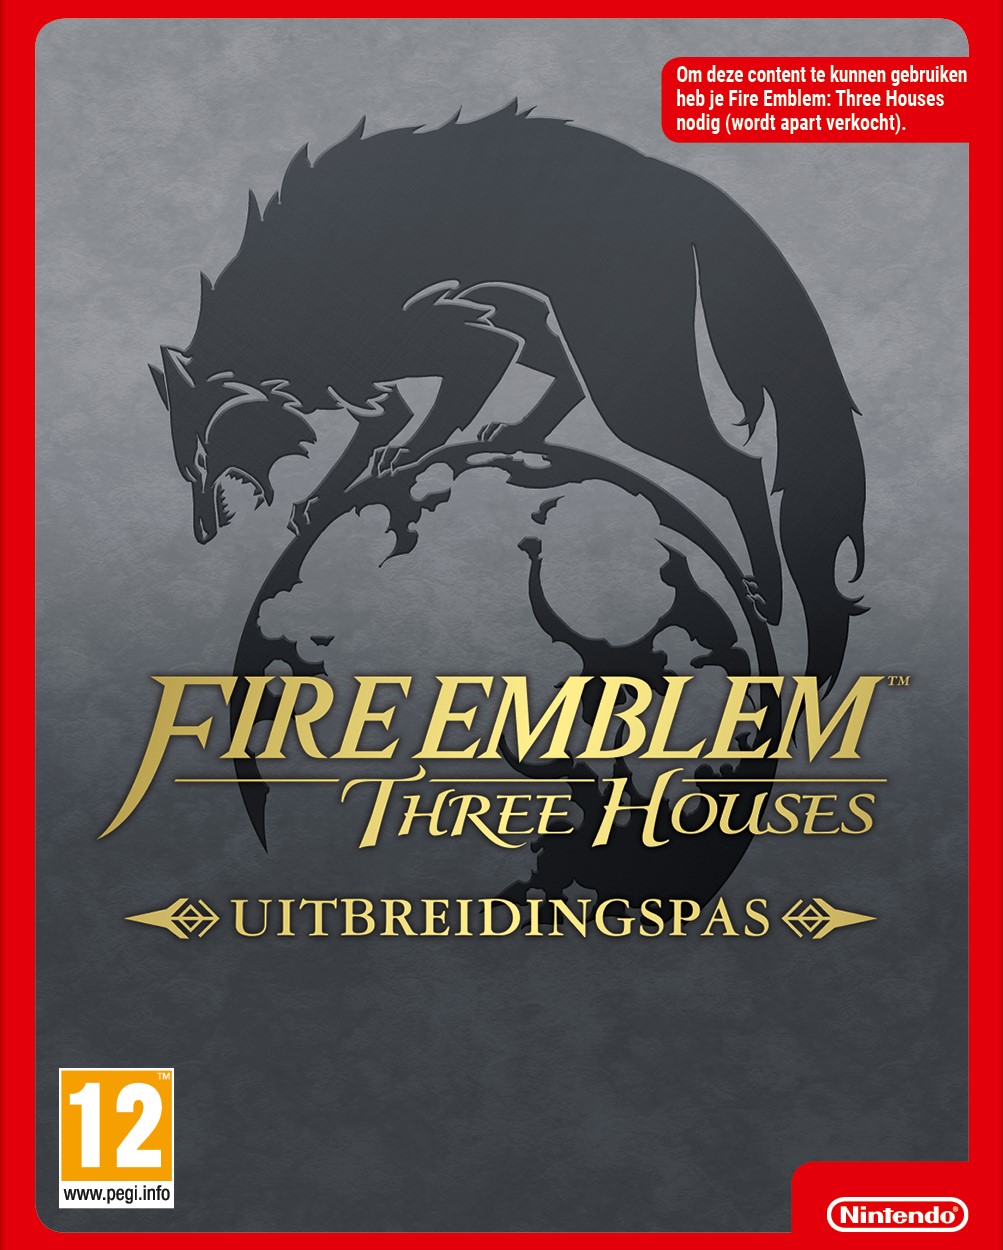 Om deze content te kunnen gebruiken
heb je Fire Emblem: Three Houses
nodig (wordt apart verkocht).
FIRE EMBLEM™
THREE HOUSES
UITBREIDINGSPAS
12™
www.pegi.info
Nintendo®